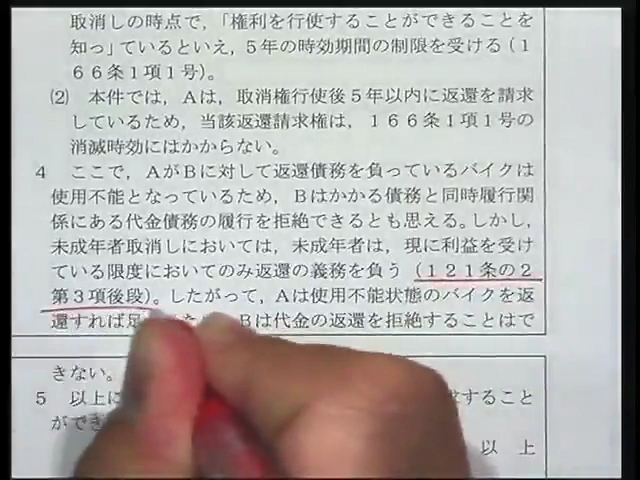 取消しの時点で，「権利を行使することができることを
知っ」ているといえ，５年の時効期間の制限を受ける（１
６６条１項１号）。
⑵　本件では，Ａは，取消権行使後５年以内に返還を請求
しているため，当該返還請求権は，１６６条１項１号の
消滅時効にはかからない。
４　ここで，ＡがＢに対して返還債務を負っているバイクは
使用不能となっているため，Ｂはかかる債務と同時履行関
係にある代金債務の履行を拒絶できるとも思える。しかし，
未成年者取消しにおいては，未成年者は，現に利益を受け
ている限度においてのみ返還の義務を負う（１２１条の２
第３項後段）。したがって，Ａは使用不能状態のバイクを返
還すれば足 ため，Ｂは代金の返還を拒絶することはで
きない。
５　以上に すること
ができ
以　上